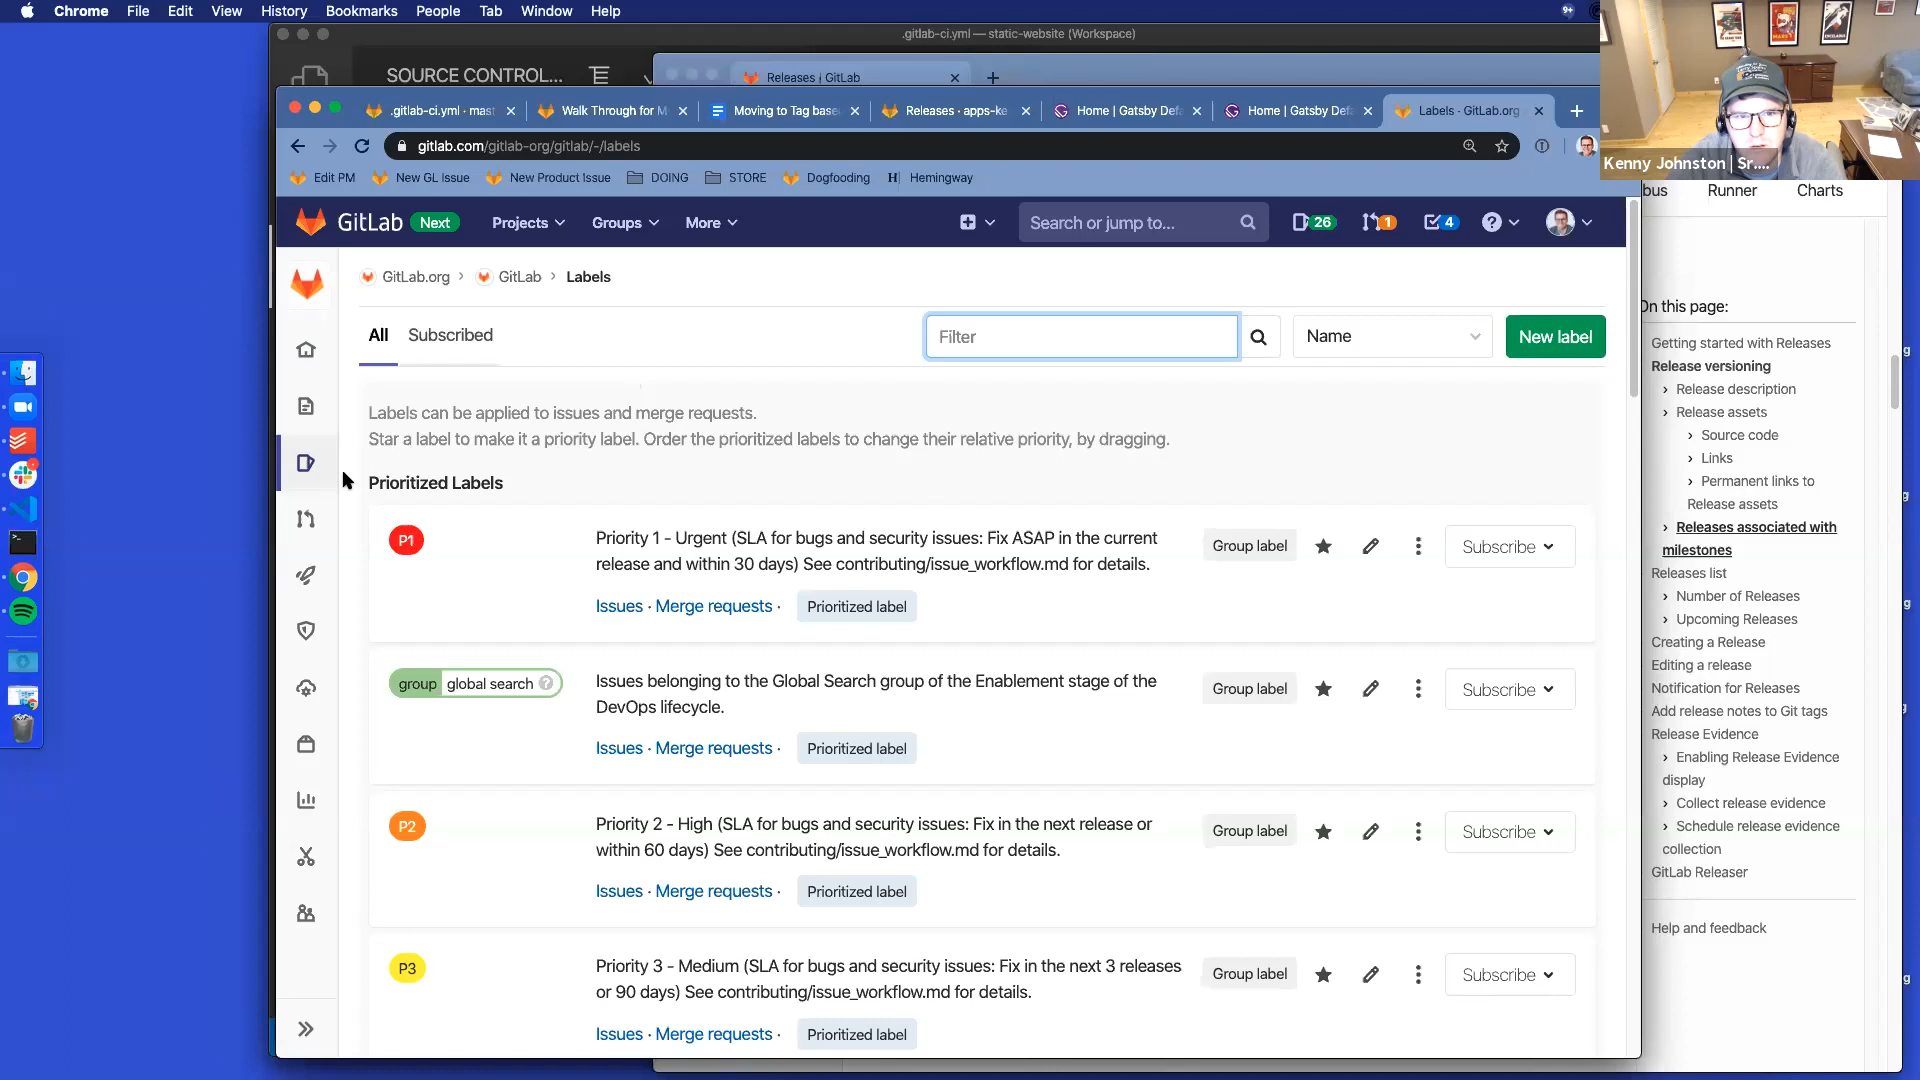 Chrome File Edit View History Bookmarks People Tab Window Help
9+
.gitlab-ci.yml — static-website (Workspace)
SOURCE CONTROL...
Releases | GitLab
.gitlab-ci.yml · mast
Walk Through for M
Moving to Tag base
Releases · apps-ke
Home | Gatsby Defa
Home | Gatsby Def
Labels · GitLab.org
gitlab.com/gitlab-org/gitlab/-/labels
Edit PM
New GL Issue
New Product Issue
DOING
STORE
Dogfooding
H Hemingway
Kenny Johnston | Sr....
GitLab Next Projects Groups More
Search or jump to...
26 1 4
GitLab.org › GitLab › Labels
All Subscribed
Filter
Name
New label
Labels can be applied to issues and merge requests.
Star a label to make it a priority label. Order the prioritized labels to change their relative priority, by dragging.
Prioritized Labels
P1
Priority 1 - Urgent (SLA for bugs and security issues: Fix ASAP in the current
release and within 30 days) See contributing/issue_workflow.md for details.
Issues · Merge requests · Prioritized label
Group label
Subscribe
group global search
Issues belonging to the Global Search group of the Enablement stage of the
DevOps lifecycle.
Issues · Merge requests · Prioritized label
Group label
Subscribe
P2
Priority 2 - High (SLA for bugs and security issues: Fix in the next release or
within 60 days) See contributing/issue_workflow.md for details.
Issues · Merge requests · Prioritized label
Group label
Subscribe
P3
Priority 3 - Medium (SLA for bugs and security issues: Fix in the next 3 releases
or 90 days) See contributing/issue_workflow.md for details.
Issues · Merge requests · Prioritized label
Group label
Subscribe
bus Runner Charts
On this page:
Getting started with Releases
Release versioning
› Release description
› Release assets
› Source code
› Links
› Permanent links to
Release assets
› Releases associated with
milestones
Releases list
› Number of Releases
› Upcoming Releases
Creating a Release
Editing a release
Notification for Releases
Add release notes to Git tags
Release Evidence
› Enabling Release Evidence
display
› Collect release evidence
› Schedule release evidence
collection
GitLab Releaser
Help and feedback